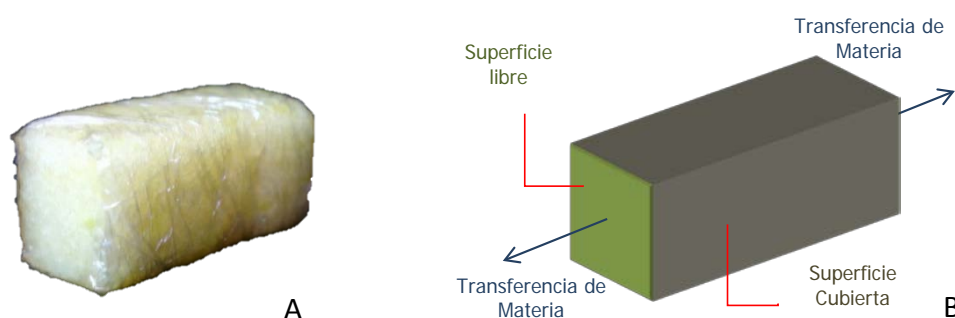 Superficie
libre
Transferencia de
Materia
Transferencia de
Materia
Superficie
Cubierta
A
B